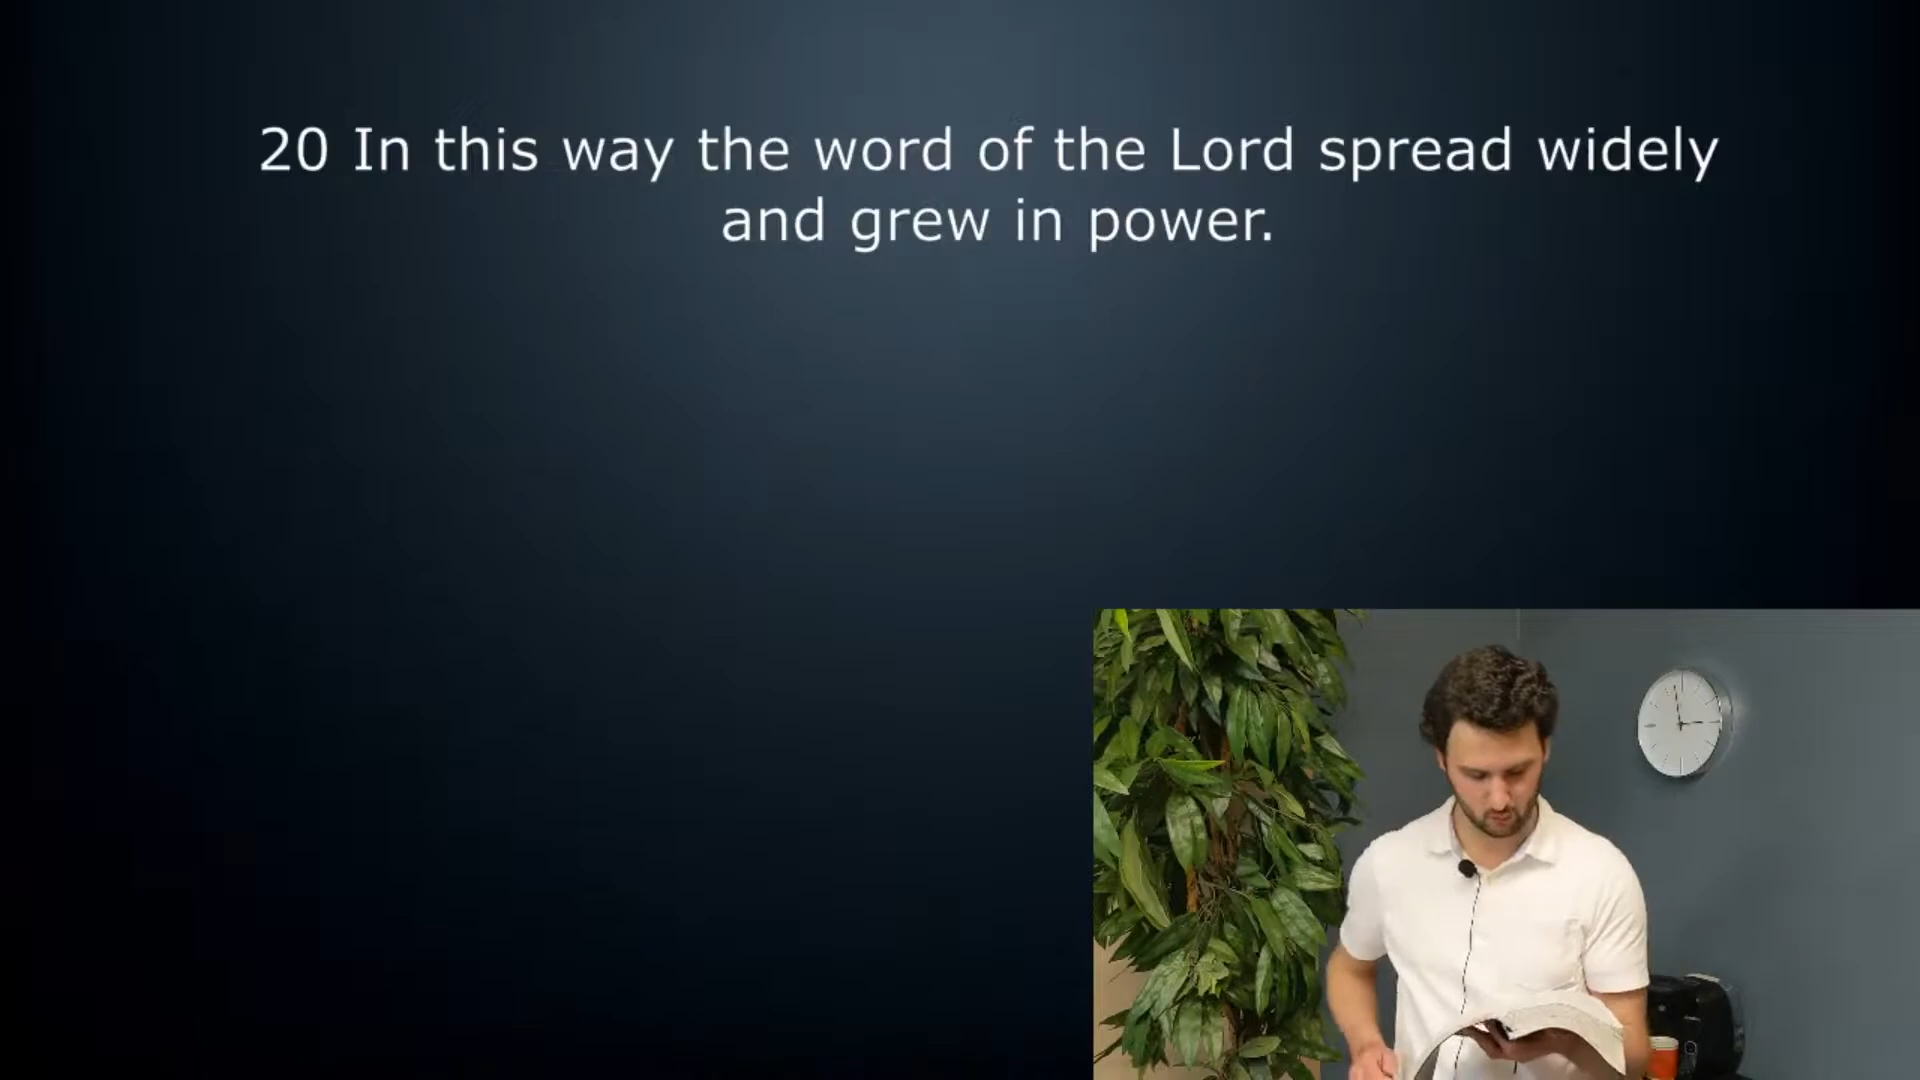 20 In this way the word of the Lord spread widely
and grew in power.